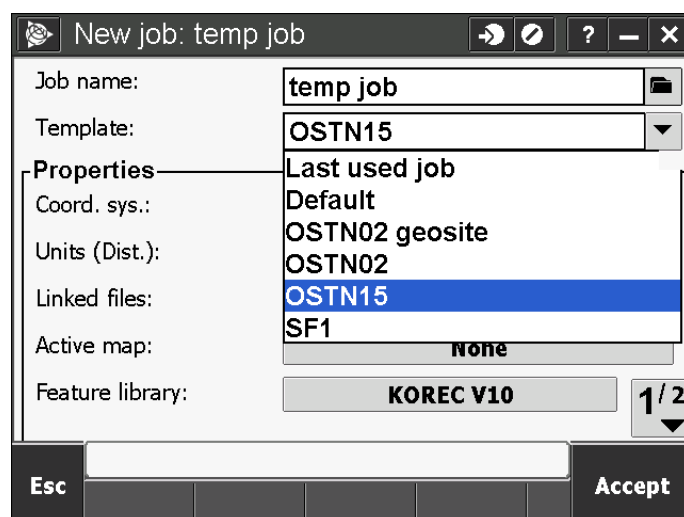 New job: temp job ? – ×
Job name: temp job
Template: OSTN15
Properties Last used job
Coord. sys.: Default
OSTN02 geosite
Units (Dist.): OSTN02
Linked files: OSTN15
SF1
Active map: None
Feature library: KOREC V10 1/2
Esc Accept